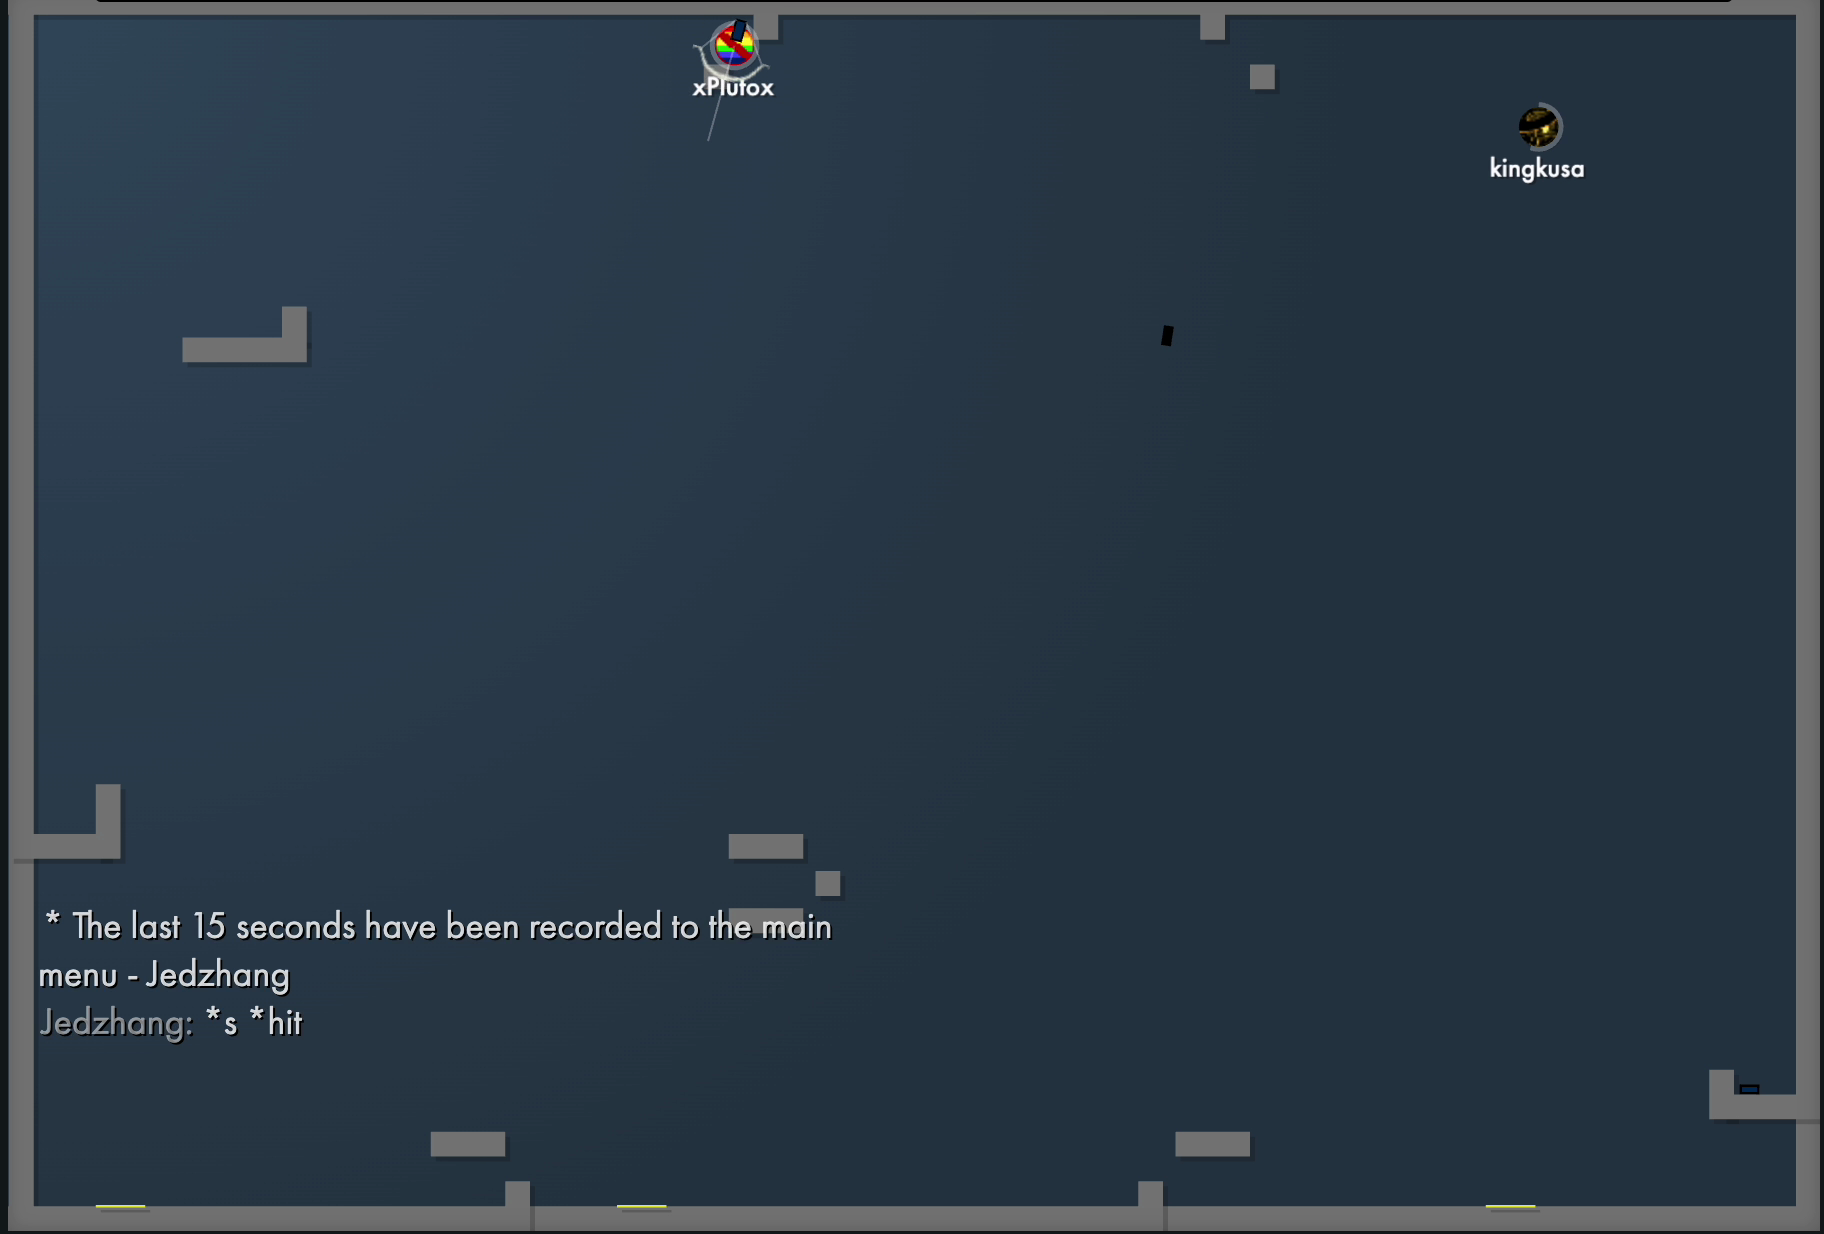 xPlutox
kingkusa
* The last 15 seconds have been recorded to the main
menu - Jedzhang
Jedzhang: *s *hit